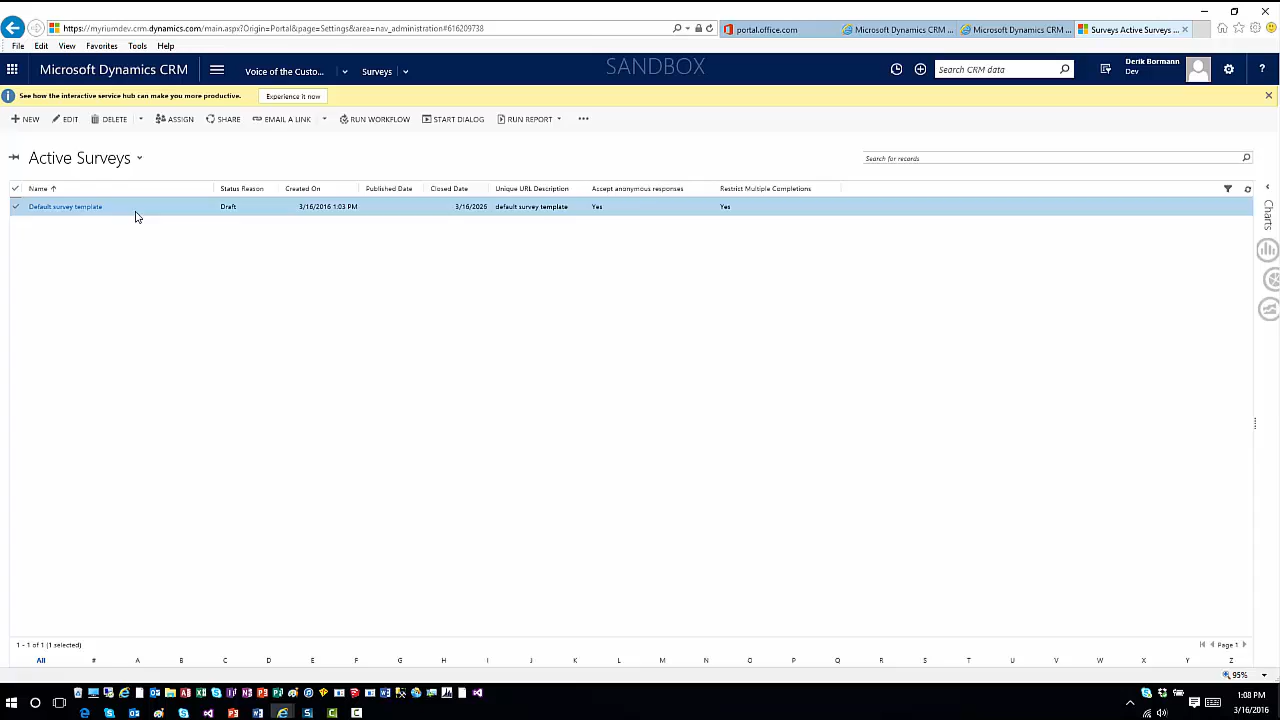 https://myriumdev.crm.dynamics.com/main.aspx?Origin=Portal&page=Settings&area=nav_administration#616209738
portal.office.com
Microsoft Dynamics CRM ...
Microsoft Dynamics CRM ...
Surveys Active Surveys ...
File Edit View Favorites Tools Help
Microsoft Dynamics CRM
Voice of the Custo...
Surveys
SANDBOX
Search CRM data
Derik Bormann
Dev
See how the interactive service hub can make you more productive.
Experience it now
NEW EDIT DELETE ASSIGN SHARE EMAIL A LINK RUN WORKFLOW START DIALOG RUN REPORT
Active Surveys
Search for records
Name Status Reason Created On Published Date Closed Date Unique URL Description Accept anonymous responses Restrict Multiple Completions
Default survey template Draft 3/16/2016 1:03 PM 3/16/2026 default survey template Yes Yes
Charts
1 - 1 of 1 (1 selected)
Page 1
All # A B C D E F G H I J K L M N O P Q R S T U V W X Y Z
95%
1:08 PM
3/16/2016